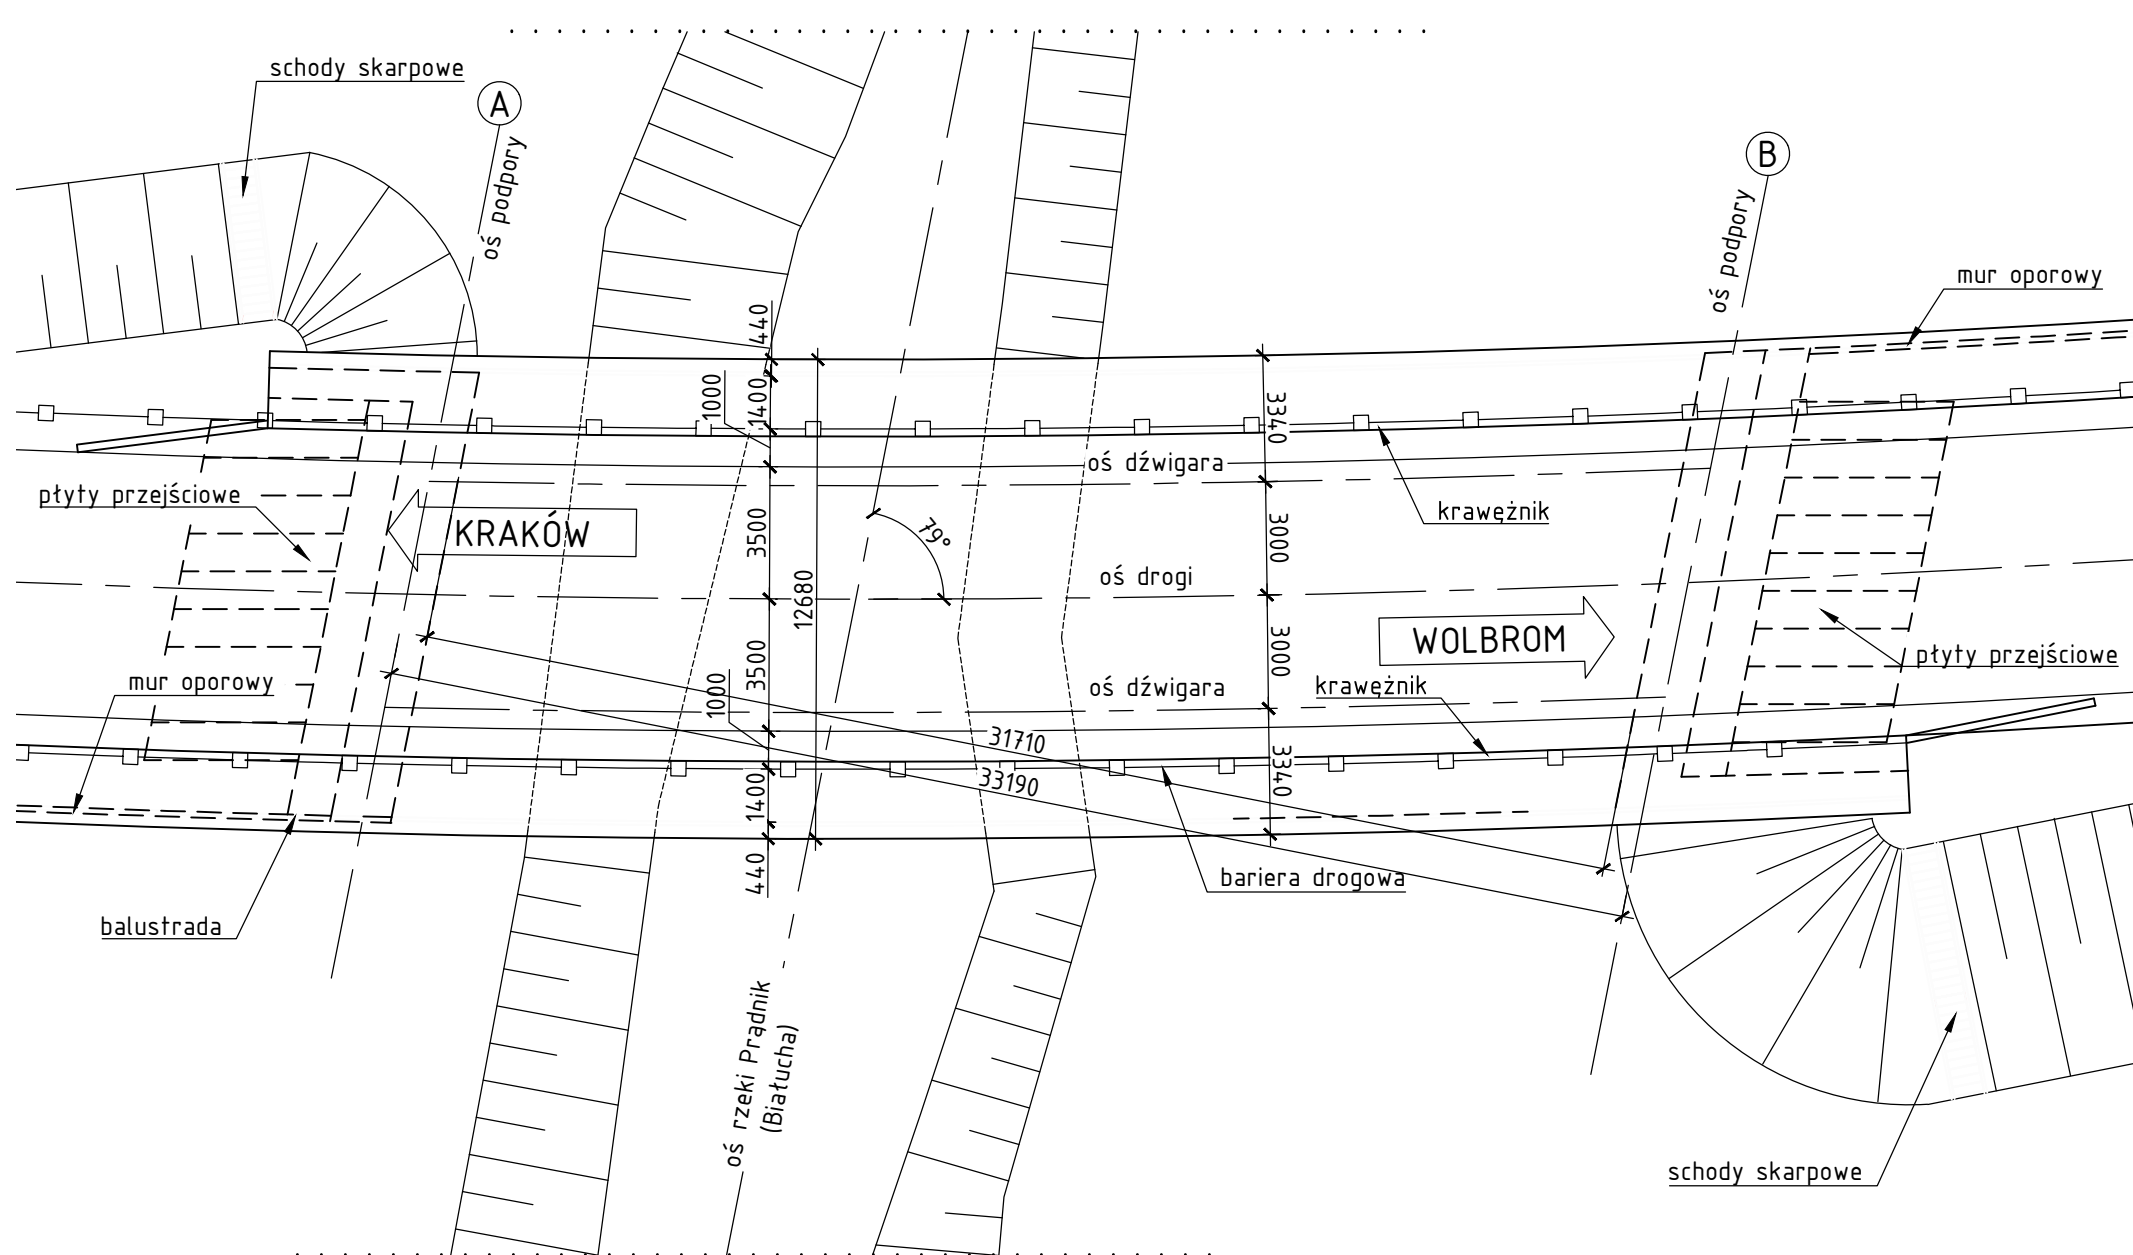 schody skarpowe
A
oś podpory
B
oś podpory
mur oporowy
440
1000
1400
3340
oś dźwigara
płyty przejściowe
krawężnik
KRAKÓW
3500
79°
3000
oś drogi
12680
WOLBROM
3500
3000
płyty przejściowe
mur oporowy
1000
oś dźwigara
krawężnik
31710
33190
1400
3340
440
bariera drogowa
balustrada
oś rzeki Prądnik
(Białucha)
schody skarpowe